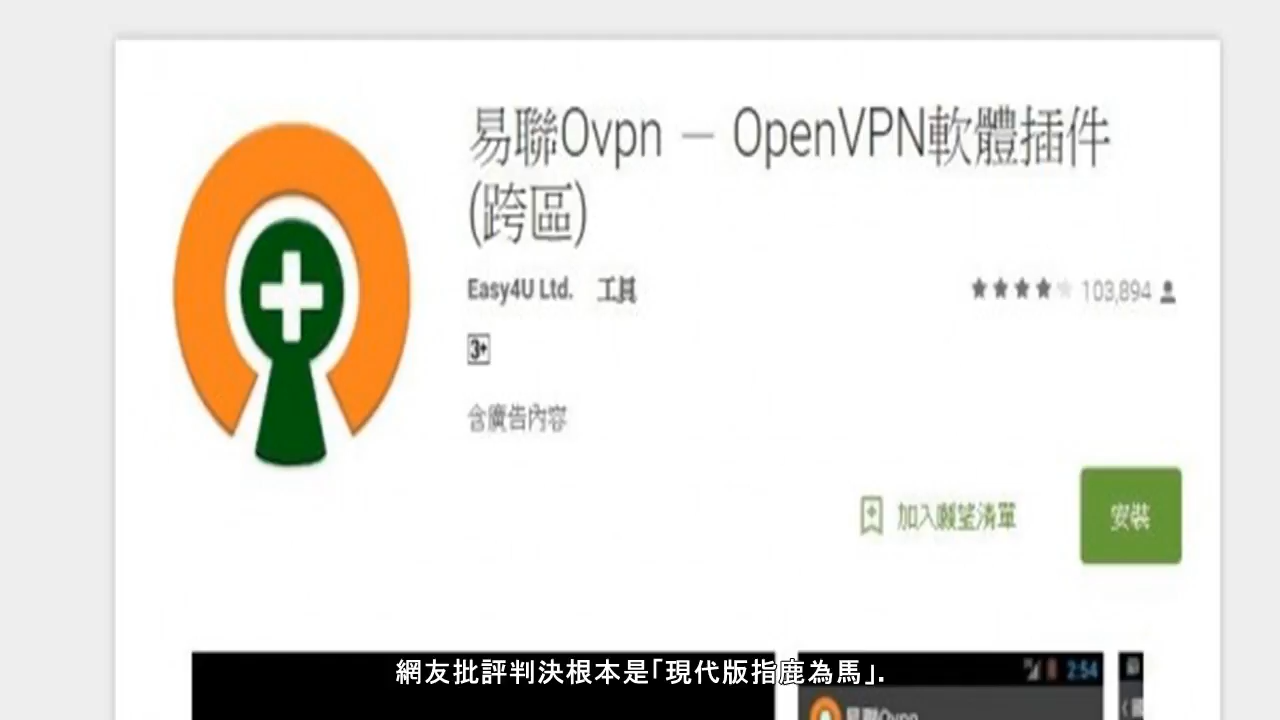 易聯Ovpn － OpenVPN軟體插件
(跨區)
Easy4U Ltd. 工具
103,894
3+
含廣告內容
加入願望清單
安裝
2:54
易聯Ovpn
網友批評判決根本是「現代版指鹿為馬」.